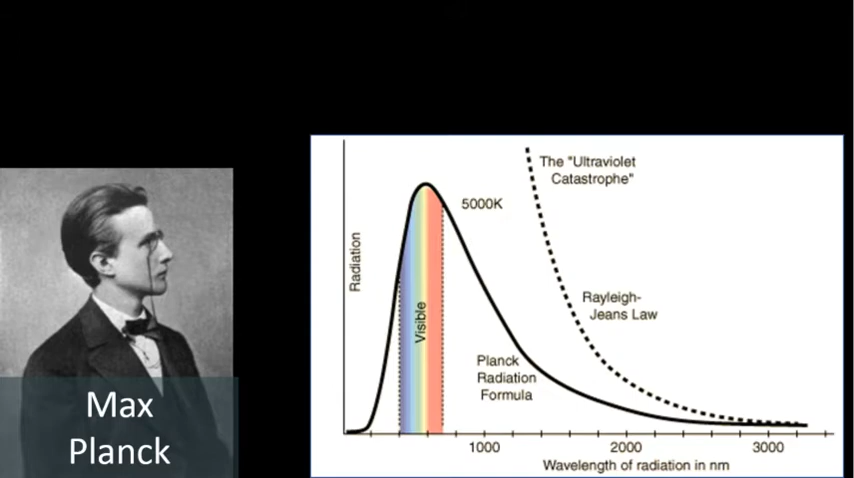 Max
Planck
The "Ultraviolet
Catastrophe"
5000K
Radiation
Visible
Rayleigh-
Jeans Law
Planck
Radiation
Formula
1000
2000
3000
Wavelength of radiation in nm